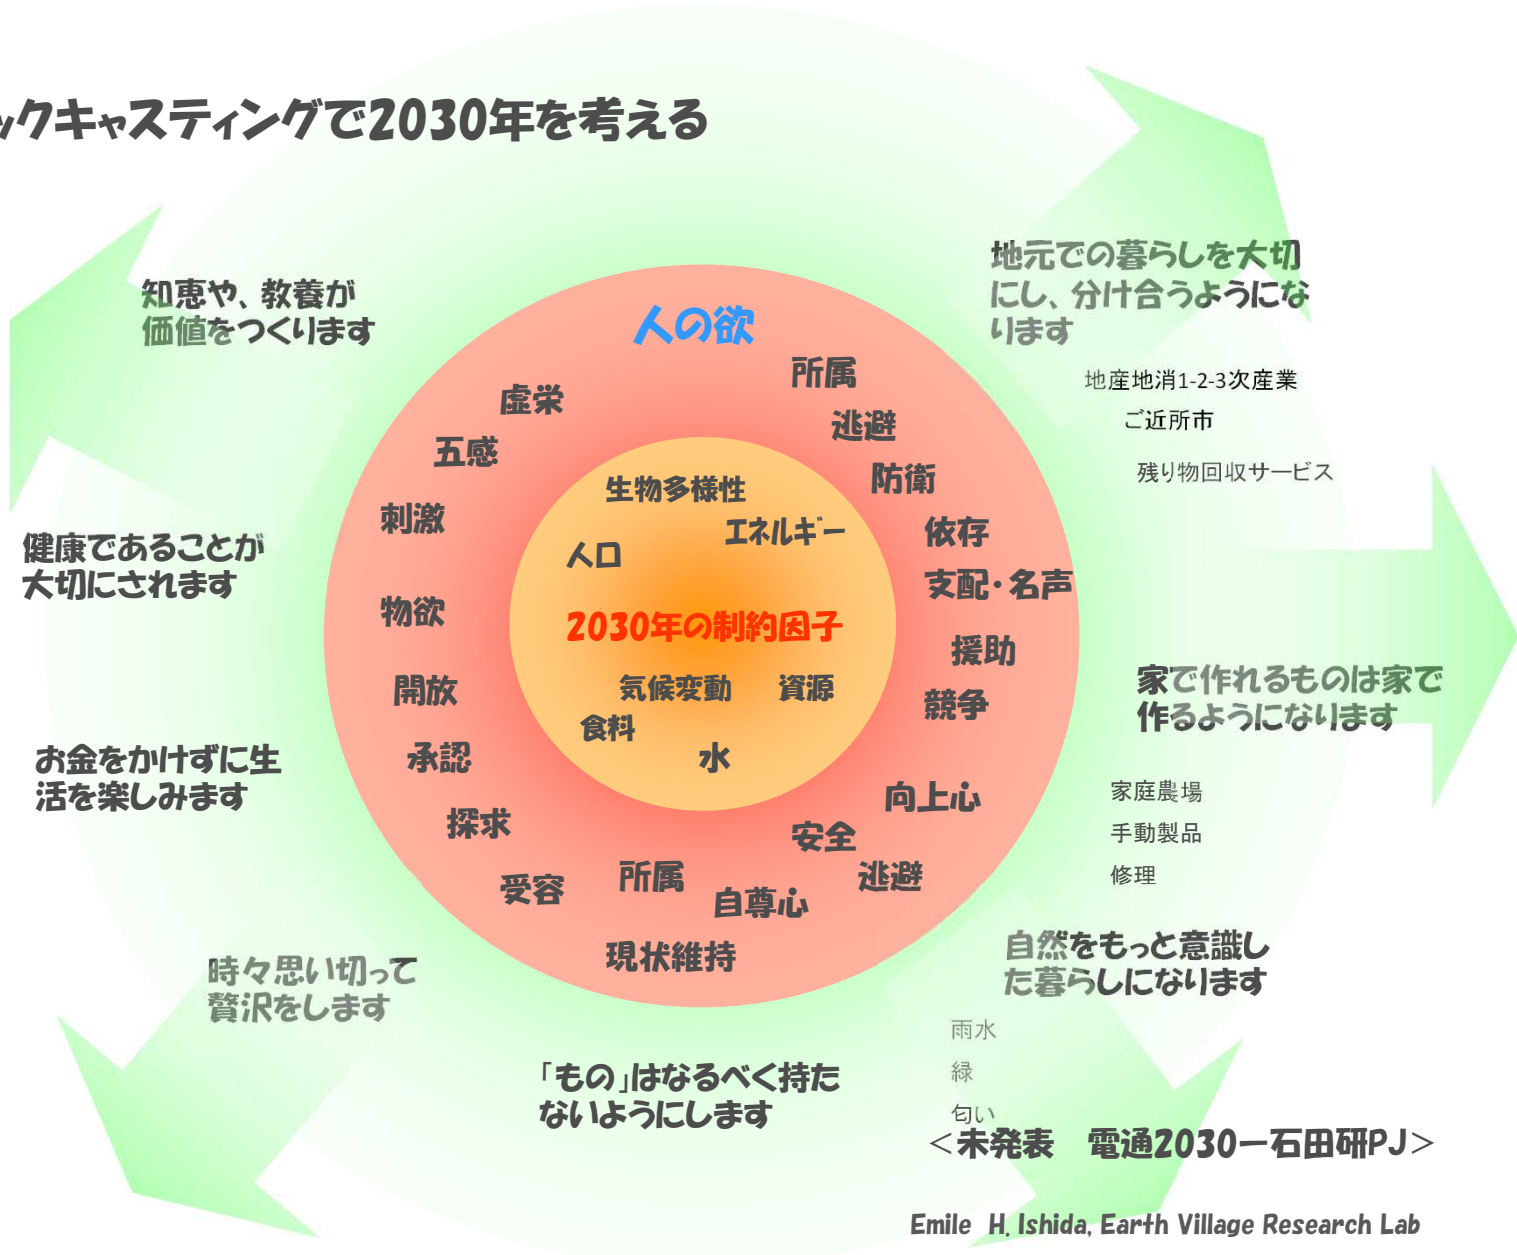 ックキャスティングで2030年を考える
知恵や、教養が
価値をつくります
健康であることが
大切にされます
お金をかけずに生
活を楽しみます
時々思い切って
贅沢をします
「もの」はなるべく持た
ないようにします
地元での暮らしを大切
にし、分け合うようにな
ります
地産地消1-2-3次産業
ご近所市
残り物回収サービス
家で作れるものは家で
作るようになります
家庭農場
手動製品
修理
自然をもっと意識し
た暮らしになります
雨水
緑
匂い
人の欲
虚栄
五感
刺激
物欲
開放
承認
探求
受容
所属
現状維持
自尊心
所属
逃避
防衛
依存
支配・名声
援助
競争
向上心
安全
逃避
生物多様性
エネルギー
人口
2030年の制約因子
気候変動
資源
食料
水
＜未発表　電通2030ー石田研PJ＞
Emile H. Ishida, Earth Village Research Lab